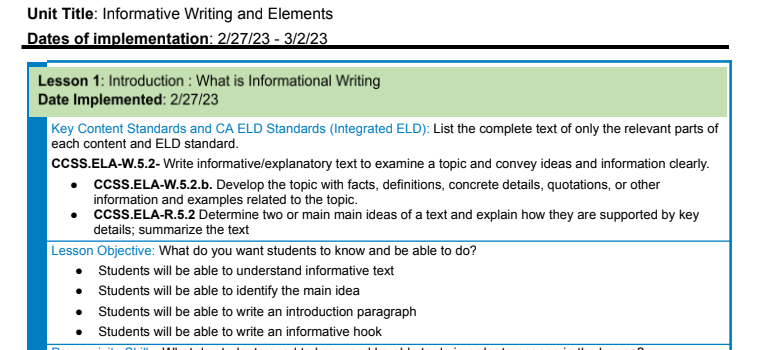 Unit Title: Informative Writing and Elements
Dates of implementation: 2/27/23 - 3/2/23
Lesson 1: Introduction : What is Informational Writing
Date Implemented: 2/27/23
Key Content Standards and CA ELD Standards (Integrated ELD): List the complete text of only the relevant parts of
each content and ELD standard.
CCSS.ELA-W.5.2- Write informative/explanatory text to examine a topic and convey ideas and information clearly.
● CCSS.ELA-W.5.2.b. Develop the topic with facts, definitions, concrete details, quotations, or other
information and examples related to the topic.
● CCSS.ELA-R.5.2 Determine two or main main ideas of a text and explain how they are supported by key
details; summarize the text
Lesson Objective: What do you want students to know and be able to do?
● Students will be able to understand informative text
● Students will be able to identify the main idea
● Students will be able to write an introduction paragraph
● Students will be able to write an informative hook